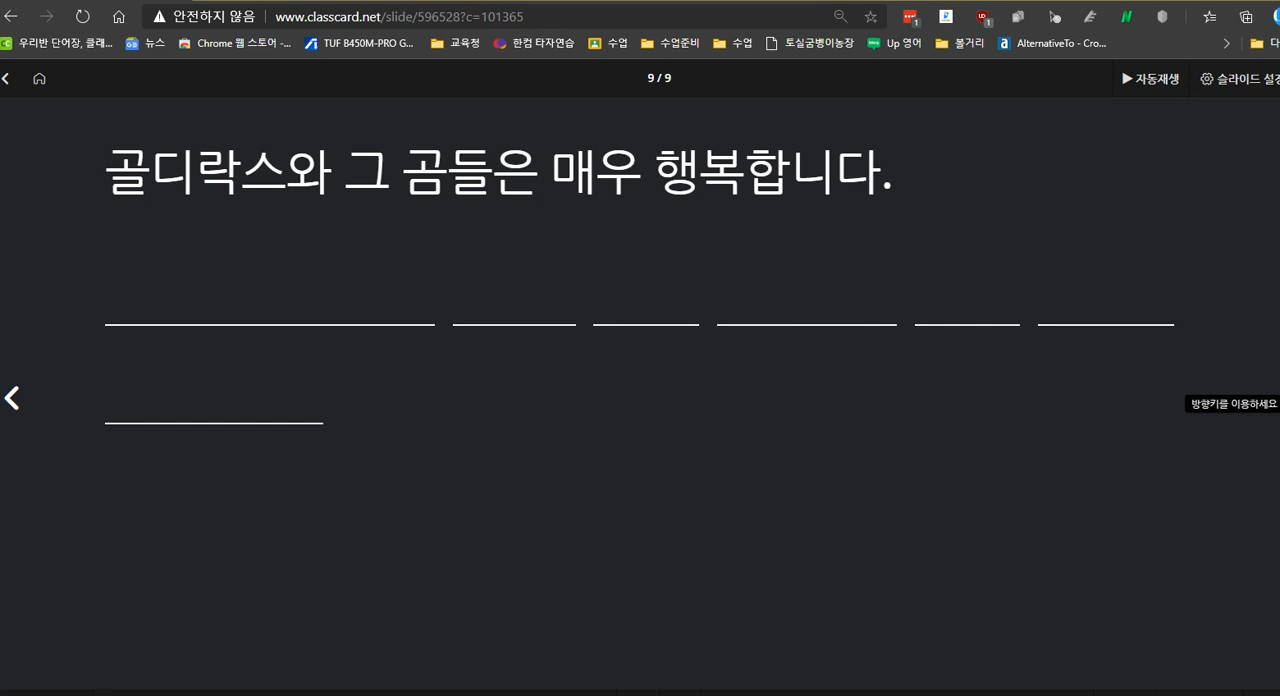 안전하지 않음 www.classcard.net/slide/596528?c=101365
우리반 단어장, 클래... 뉴스 Chrome 웹 스토어 -... TUF B450M-PRO G... 교육청 한컴 타자연습 수업 수업준비 수업 토실굼벵이농장 Up 영어 볼거리 AlternativeTo - Cro... 다
9 / 9 자동재생 슬라이드 설정
골디락스와 그 곰들은 매우 행복합니다.
방향키를 이용하세요